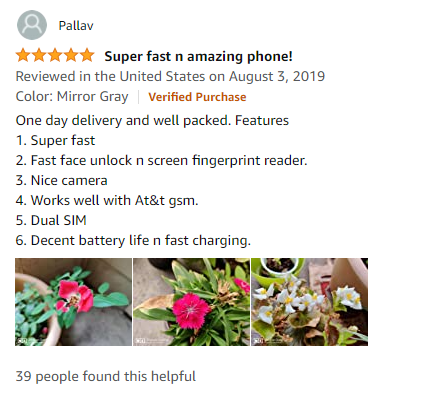 Pallav
Super fast n amazing phone!
Reviewed in the United States on August 3, 2019
Color: Mirror Gray | Verified Purchase
One day delivery and well packed. Features
1. Super fast
2. Fast face unlock n screen fingerprint reader.
3. Nice camera
4. Works well with At&t gsm.
5. Dual SIM
6. Decent battery life n fast charging.
39 people found this helpful